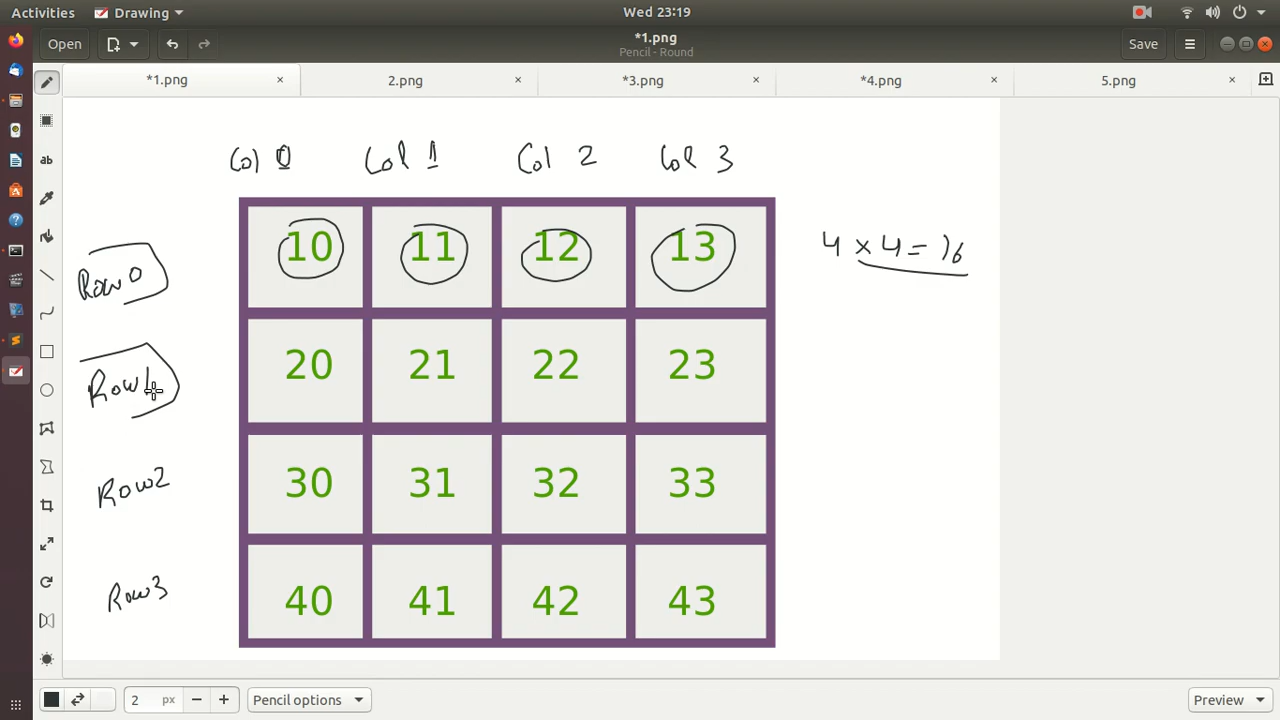 Activities
Drawing
Wed 23:19
Open
*1.png
Pencil - Round
Save
*1.png
2.png
*3.png
*4.png
5.png
Col 0 Col 1 Col 2 Col 3
Row 0 10 11 12 13 4 x 4 = 16
Row 1 20 21 22 23
Row 2 30 31 32 33
Row 3 40 41 42 43
ab
2 px
Pencil options
Preview